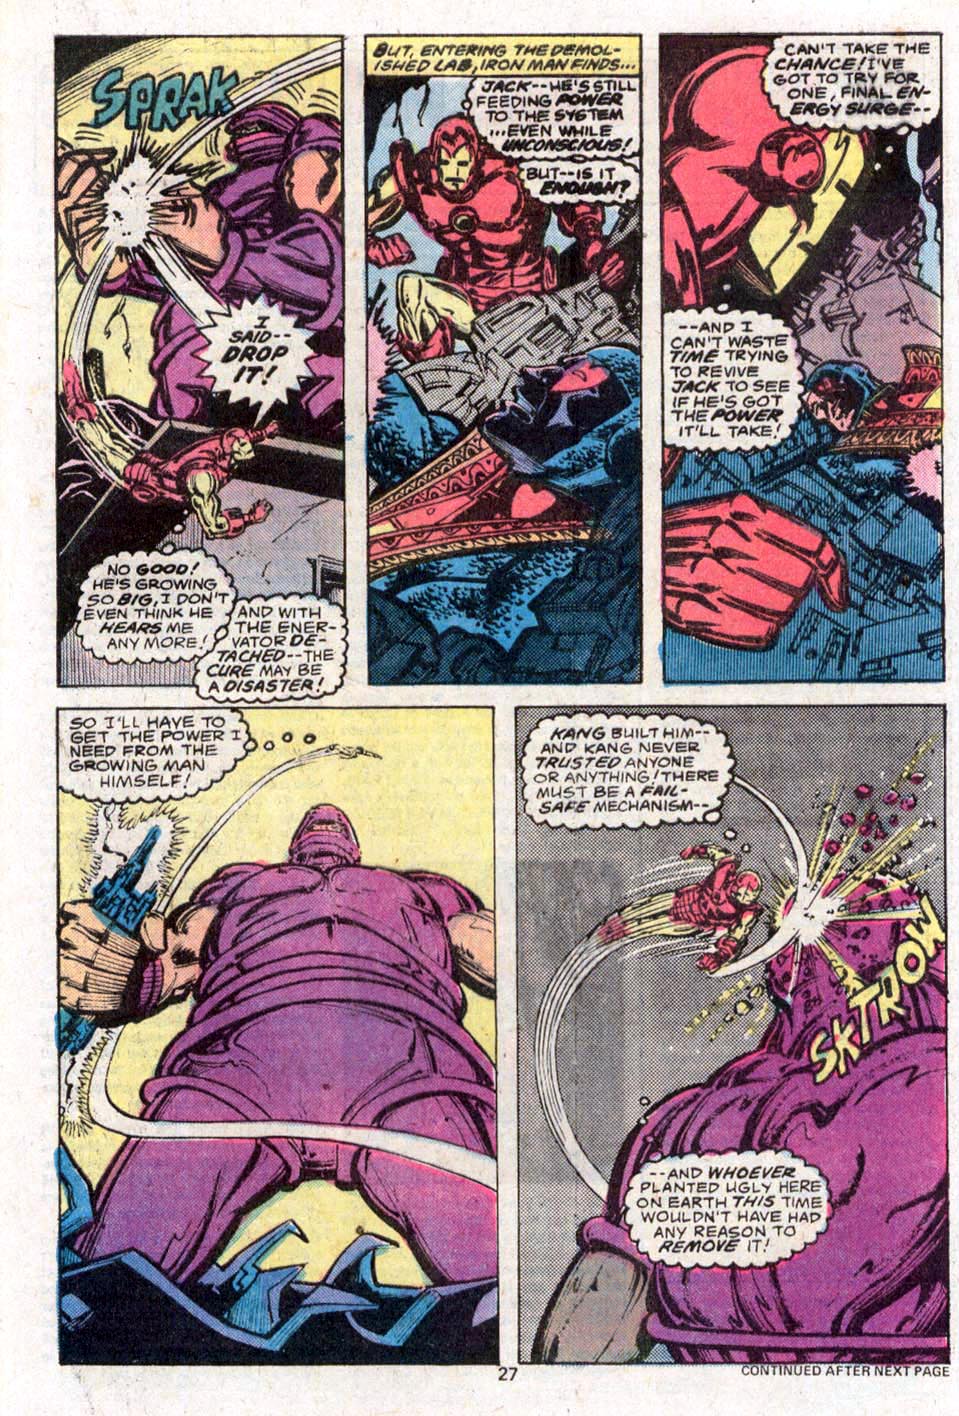 SPRAK
I
SAID--
DROP
IT!
NO GOOD!
HE'S GROWING
SO BIG, I DON'T
EVEN THINK HE
HEARS ME
ANY MORE!
AND WITH
THE ENER-
VATOR DE-
TACHED--THE
CURE MAY BE
A DISASTER!
BUT, ENTERING THE DEMOL-
ISHED LAB, IRON MAN FINDS...
JACK--HE'S STILL
FEEDING POWER
TO THE SYSTEM
...EVEN WHILE
UNCONSCIOUS!
BUT--IS IT
ENOUGH?
CAN'T TAKE THE
CHANCE! I'VE
GOT TO TRY FOR
ONE, FINAL EN-
ERGY SURGE--
--AND I
CAN'T WASTE
TIME TRYING
TO REVIVE
JACK TO SEE
IF HE'S GOT
THE POWER
IT'LL TAKE!
SO I'LL HAVE TO
GET THE POWER I
NEED FROM THE
GROWING MAN
HIMSELF!
KANG BUILT HIM--
AND KANG NEVER
TRUSTED ANYONE
OR ANYTHING! THERE
MUST BE A FAIL-
SAFE MECHANISM--
SKTROW
--AND WHOEVER
PLANTED UGLY HERE
ON EARTH THIS TIME
WOULDN'T HAVE HAD
ANY REASON TO
REMOVE IT!
27
CONTINUED AFTER NEXT PAGE